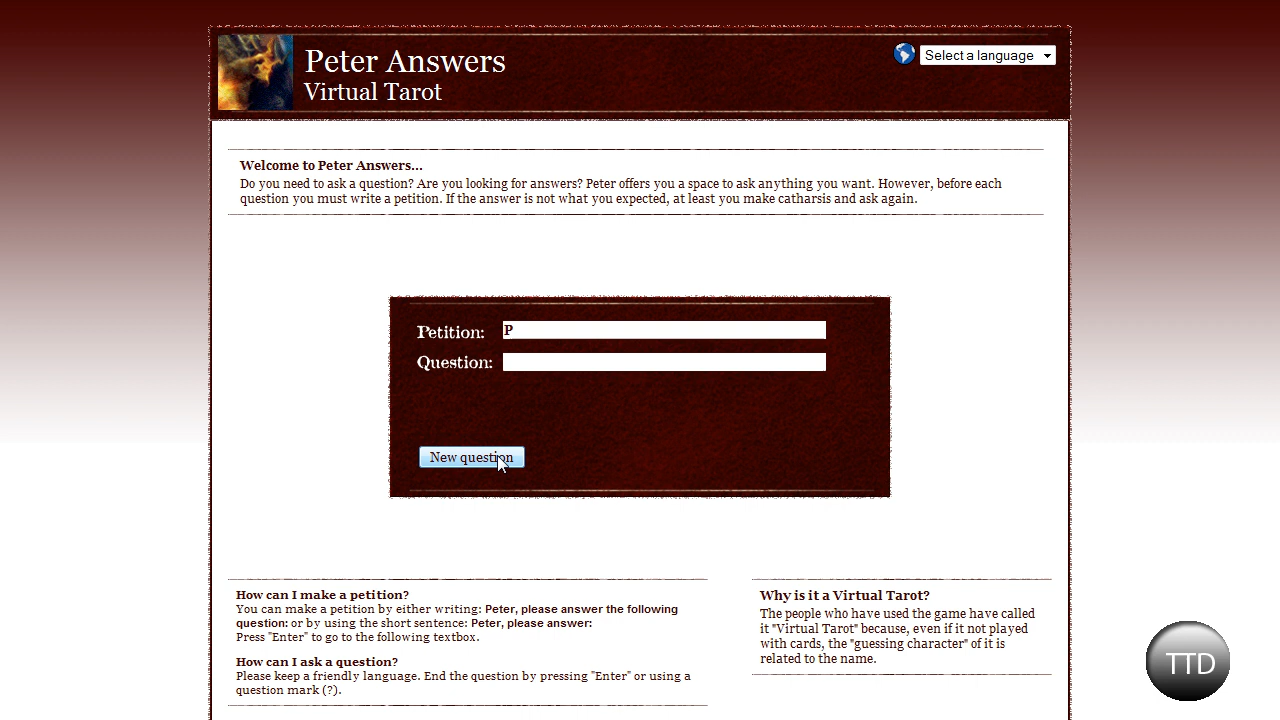 Peter Answers
Virtual Tarot
Select a language
Welcome to Peter Answers...
Do you need to ask a question? Are you looking for answers? Peter offers you a space to ask anything you want. However, before each
question you must write a petition. If the answer is not what you expected, at least you make catharsis and ask again.
Petition: P
Question:
New question
How can I make a petition?
You can make a petition by either writing: Peter, please answer the following
question: or by using the short sentence: Peter, please answer:
Press "Enter" to go to the following textbox.
How can I ask a question?
Please keep a friendly language. End the question by pressing "Enter" or using a
question mark (?).
Why is it a Virtual Tarot?
The people who have used the game have called
it "Virtual Tarot" because, even if it not played
with cards, the "guessing character" of it is
related to the name.
TTD